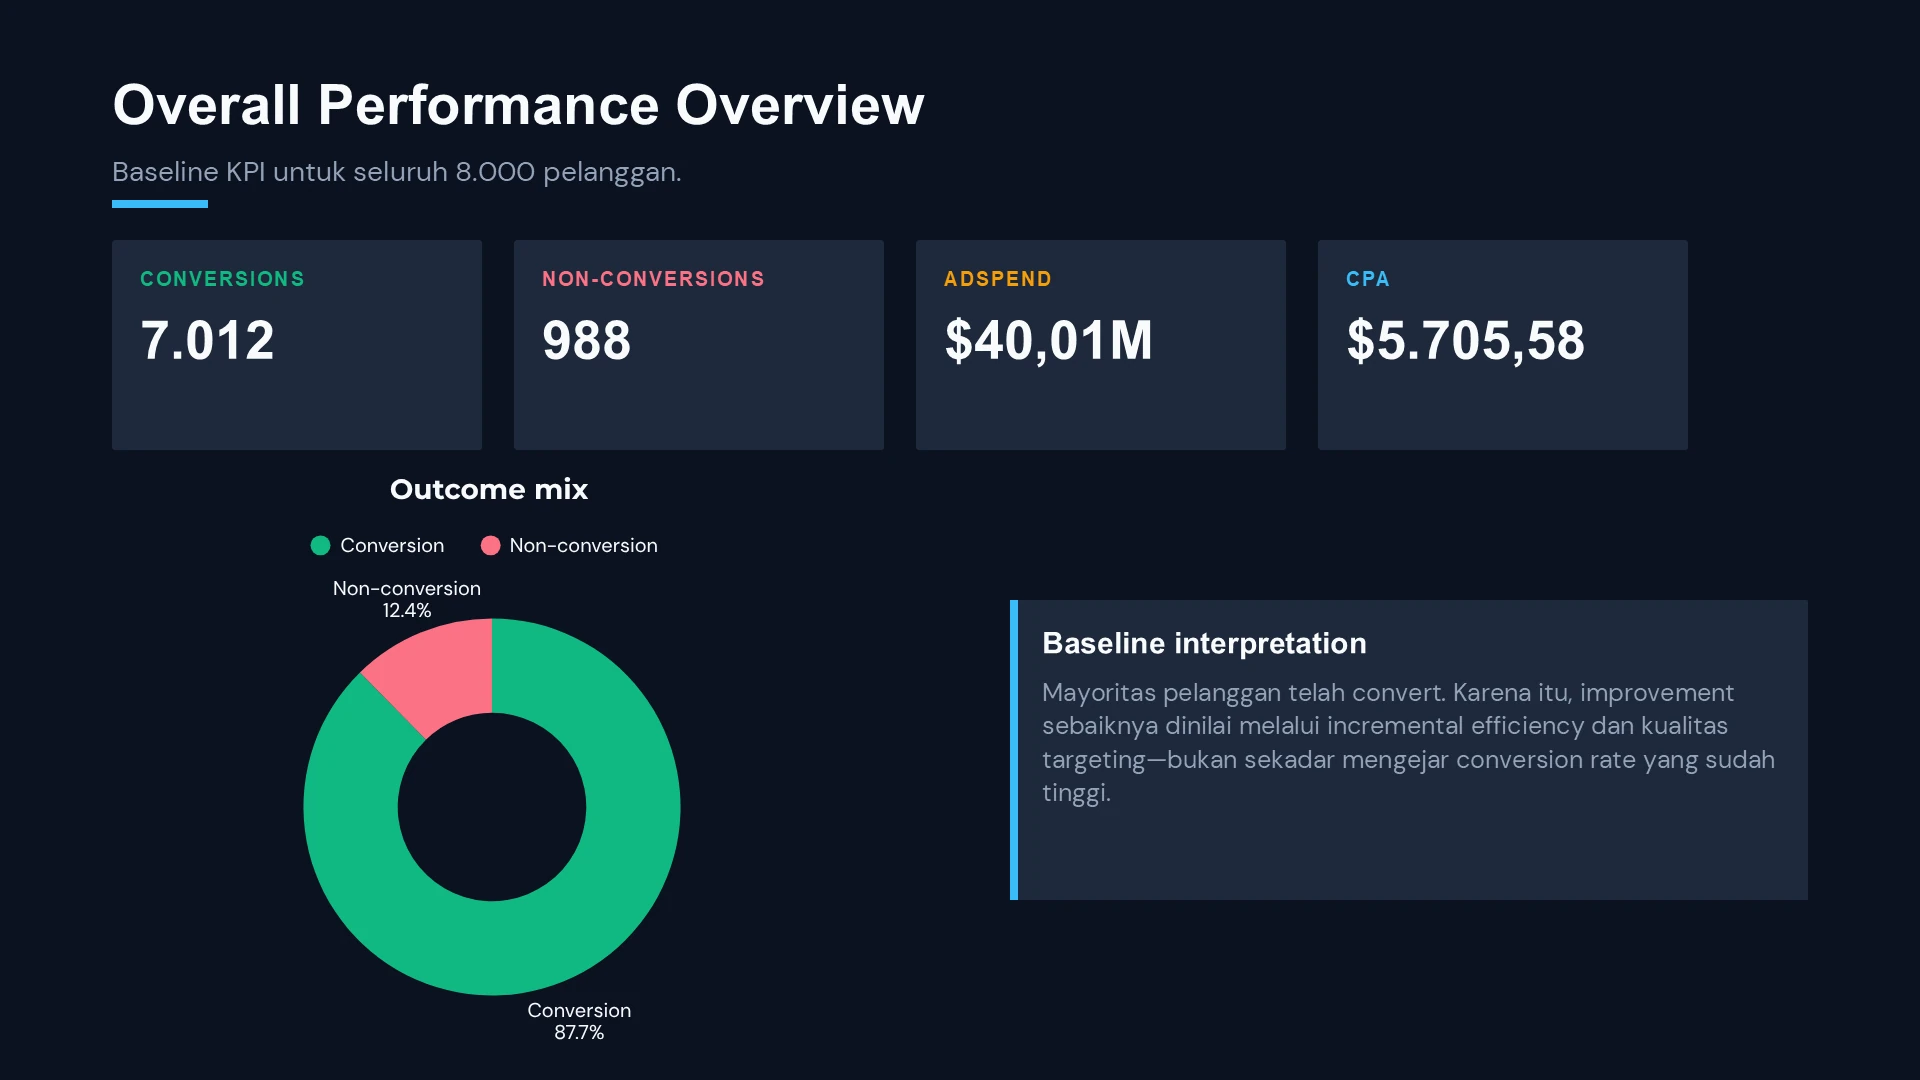 Overall Performance Overview
Baseline KPI untuk seluruh 8.000 pelanggan.
CONVERSIONS
7.012
NON-CONVERSIONS
988
ADSPEND
$40,01M
CPA
$5.705,58
Outcome mix
Conversion
Non-conversion
Non-conversion
12.4%
Conversion
87.7%
Baseline interpretation
Mayoritas pelanggan telah convert. Karena itu, improvement
sebaiknya dinilai melalui incremental efficiency dan kualitas
targeting—bukan sekadar mengejar conversion rate yang sudah
tinggi.